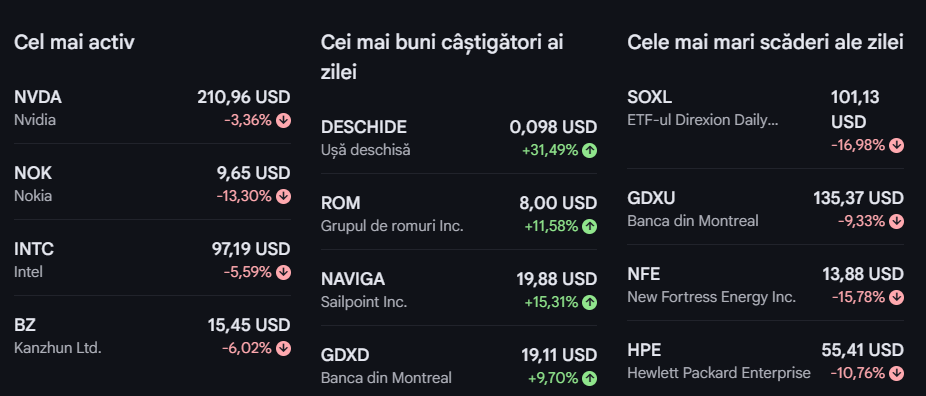 Cel mai activ
NVDA 210,96 USD
Nvidia -3,36%
NOK 9,65 USD
Nokia -13,30%
INTC 97,19 USD
Intel -5,59%
BZ 15,45 USD
Kanzhun Ltd. -6,02%
Cei mai buni câștigători ai
zilei
DESCHIDE 0,098 USD
Ușă deschisă +31,49%
ROM 8,00 USD
Grupul de romuri Inc. +11,58%
NAVIGA 19,88 USD
Sailpoint Inc. +15,31%
GDXD 19,11 USD
Banca din Montreal +9,70%
Cele mai mari scăderi ale zilei
SOXL 101,13
USD
ETF-ul Direxion Daily...
-16,98%
GDXU 135,37 USD
Banca din Montreal -9,33%
NFE 13,88 USD
New Fortress Energy Inc. -15,78%
HPE 55,41 USD
Hewlett Packard Enterprise -10,76%